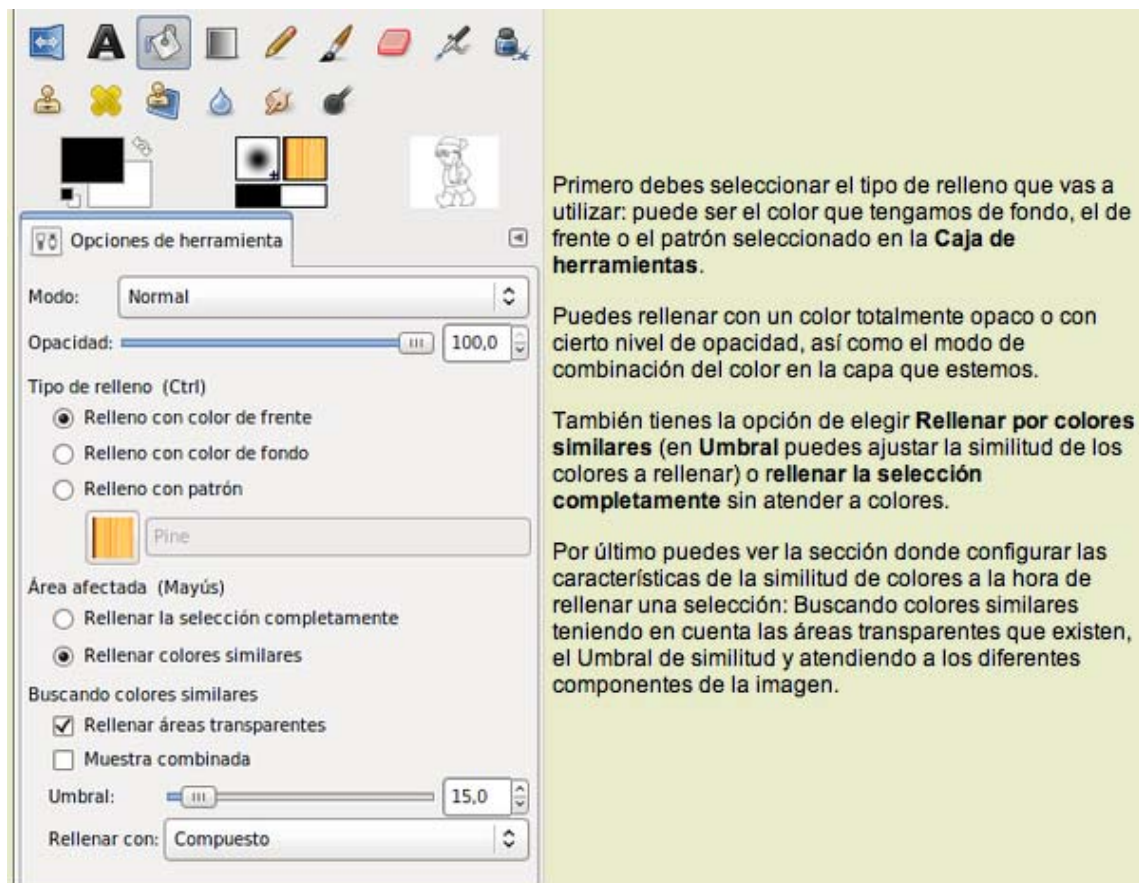 Opciones de herramienta
Modo: Normal
Opacidad: 100,0
Tipo de relleno (Ctrl)
Relleno con color de frente
Relleno con color de fondo
Relleno con patrón
Pine
Área afectada (Mayús)
Rellenar la selección completamente
Rellenar colores similares
Buscando colores similares
Rellenar áreas transparentes
Muestra combinada
Umbral: 15,0
Rellenar con: Compuesto
Primero debes seleccionar el tipo de relleno que vas a
utilizar: puede ser el color que tengamos de fondo, el de
frente o el patrón seleccionado en la Caja de
herramientas.
Puedes rellenar con un color totalmente opaco o con
cierto nivel de opacidad, así como el modo de
combinación del color en la capa que estemos.
También tienes la opción de elegir Rellenar por colores
similares (en Umbral puedes ajustar la similitud de los
colores a rellenar) o rellenar la selección
completamente sin atender a colores.
Por último puedes ver la sección donde configurar las
características de la similitud de colores a la hora de
rellenar una selección: Buscando colores similares
teniendo en cuenta las áreas transparentes que existen,
el Umbral de similitud y atendiendo a los diferentes
componentes de la imagen.